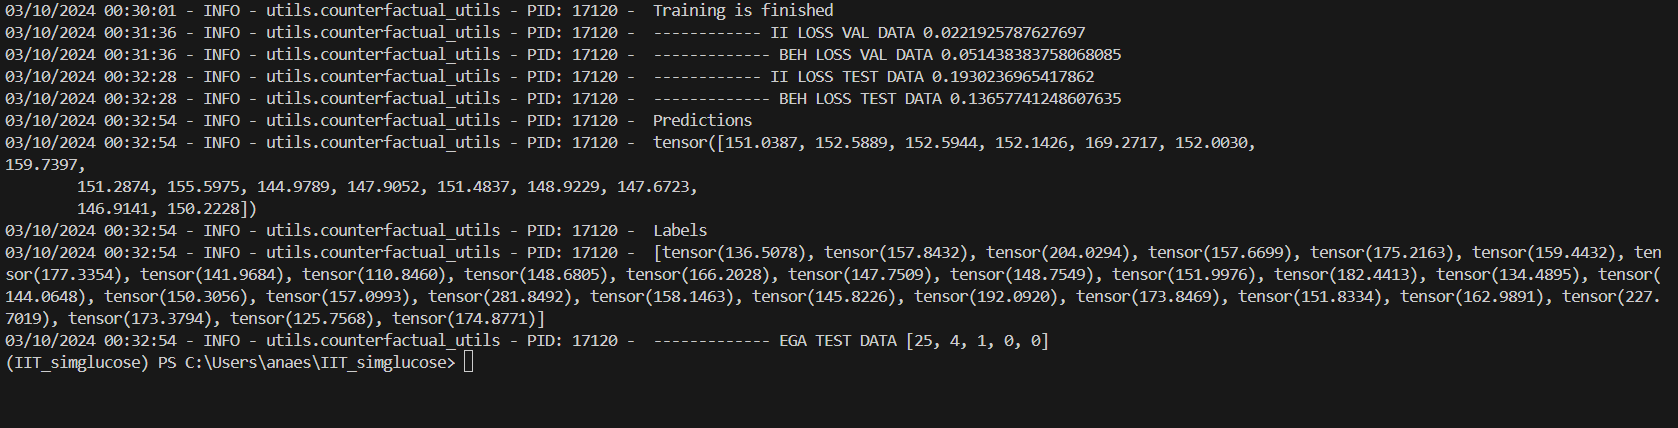 03/10/2024 00:30:01 - INFO - utils.counterfactual_utils - PID: 17120 -  Training is finished
03/10/2024 00:31:36 - INFO - utils.counterfactual_utils - PID: 17120 -  ------------ II LOSS VAL DATA 0.0221925787627697
03/10/2024 00:31:36 - INFO - utils.counterfactual_utils - PID: 17120 -  ------------- BEH LOSS VAL DATA 0.051438383758068085
03/10/2024 00:32:28 - INFO - utils.counterfactual_utils - PID: 17120 -  ------------ II LOSS TEST DATA 0.1930236965417862
03/10/2024 00:32:28 - INFO - utils.counterfactual_utils - PID: 17120 -  ------------- BEH LOSS TEST DATA 0.13657741248607635
03/10/2024 00:32:54 - INFO - utils.counterfactual_utils - PID: 17120 -  Predictions
03/10/2024 00:32:54 - INFO - utils.counterfactual_utils - PID: 17120 -  tensor([151.0387, 152.5889, 152.5944, 152.1426, 169.2717, 152.0030,
159.7397,
        151.2874, 155.5975, 144.9789, 147.9052, 151.4837, 148.9229, 147.6723,
        146.9141, 150.2228])
03/10/2024 00:32:54 - INFO - utils.counterfactual_utils - PID: 17120 -  Labels
03/10/2024 00:32:54 - INFO - utils.counterfactual_utils - PID: 17120 -  [tensor(136.5078), tensor(157.8432), tensor(204.0294), tensor(157.6699), tensor(175.2163), tensor(159.4432), ten
sor(177.3354), tensor(141.9684), tensor(110.8460), tensor(148.6805), tensor(166.2028), tensor(147.7509), tensor(148.7549), tensor(151.9976), tensor(182.4413), tensor(134.4895), tensor(
144.0648), tensor(150.3056), tensor(157.0993), tensor(281.8492), tensor(158.1463), tensor(145.8226), tensor(192.0920), tensor(173.8469), tensor(151.8334), tensor(162.9891), tensor(227.
7019), tensor(173.3794), tensor(125.7568), tensor(174.8771)]
03/10/2024 00:32:54 - INFO - utils.counterfactual_utils - PID: 17120 -  ------------- EGA TEST DATA [25, 4, 1, 0, 0]
(IIT_simglucose) PS C:\Users\anaes\IIT_simglucose>